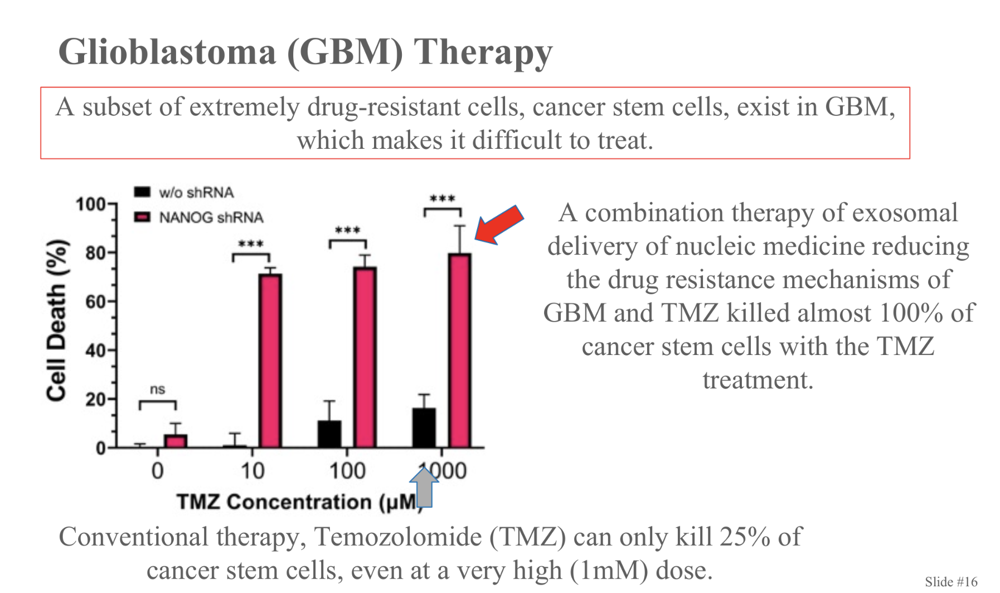 Glioblastoma (GBM) Therapy
A subset of extremely drug-resistant cells, cancer stem cells, exist in GBM,
which makes it difficult to treat.
w/o shRNA
NANOG shRNA
Cell Death (%)
100
80
60
40
20
0
ns
***
***
***
0
10
100
1000
TMZ Concentration (μM)
A combination therapy of exosomal
delivery of nucleic medicine reducing
the drug resistance mechanisms of
GBM and TMZ killed almost 100% of
cancer stem cells with the TMZ
treatment.
Conventional therapy, Temozolomide (TMZ) can only kill 25% of
cancer stem cells, even at a very high (1mM) dose.
Slide #16